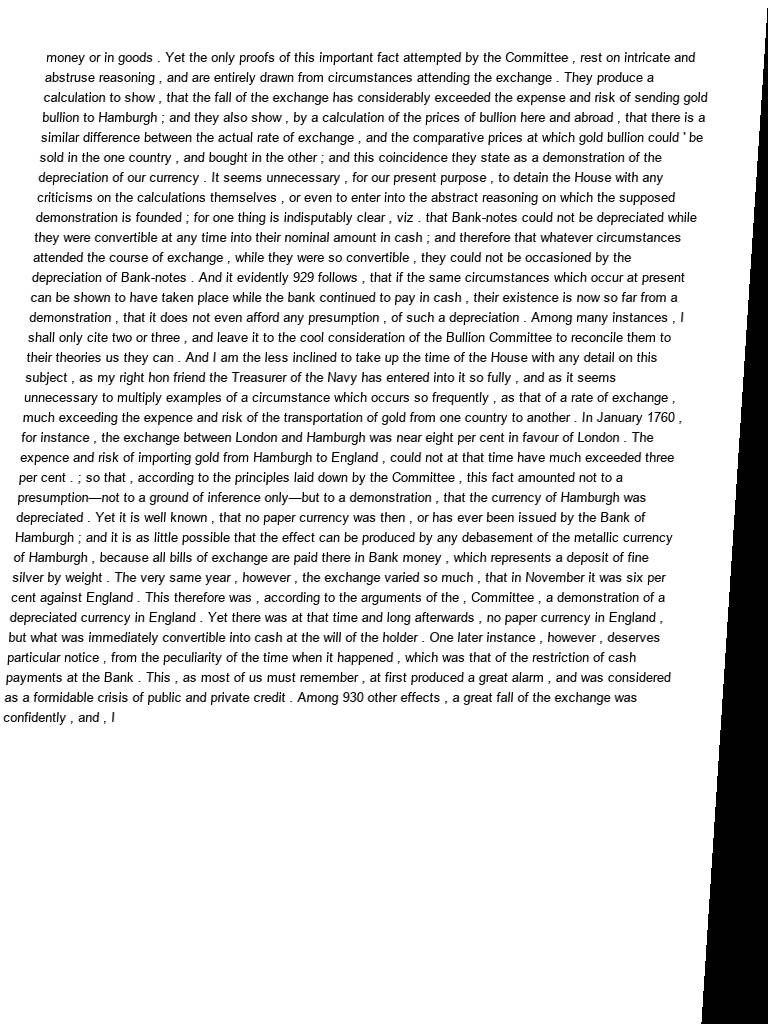 money or in goods . Yet the only proofs of this important fact attempted by the Committee , rest on intricate and
abstruse reasoning , and are entirely drawn from circumstances attending the exchange . They produce a
calculation to show , that the fall of the exchange has considerably exceeded the expense and risk of sending gold
bullion to Hamburgh ; and they also show , by a calculation of the prices of bullion here and abroad , that there is a
similar difference between the actual rate of exchange , and the comparative prices at which gold bullion could ' be
sold in the one country , and bought in the other ; and this coincidence they state as a demonstration of the
depreciation of our currency . It seems unnecessary , for our present purpose , to detain the House with any
criticisms on the calculations themselves , or even to enter into the abstract reasoning on which the supposed
demonstration is founded ; for one thing is indisputably clear , viz . that Bank-notes could not be depreciated while
they were convertible at any time into their nominal amount in cash ; and therefore that whatever circumstances
attended the course of exchange , while they were so convertible , they could not be occasioned by the
depreciation of Bank-notes . And it evidently 929 follows , that if the same circumstances which occur at present
can be shown to have taken place while the bank continued to pay in cash , their existence is now so far from a
demonstration , that it does not even afford any presumption , of such a depreciation . Among many instances , I
shall only cite two or three , and leave it to the cool consideration of the Bullion Committee to reconcile them to
their theories us they can . And I am the less inclined to take up the time of the House with any detail on this
subject , as my right hon friend the Treasurer of the Navy has entered into it so fully , and as it seems
unnecessary to multiply examples of a circumstance which occurs so frequently , as that of a rate of exchange ,
much exceeding the expence and risk of the transportation of gold from one country to another . In January 1760 ,
for instance , the exchange between London and Hamburgh was near eight per cent in favour of London . The
expence and risk of importing gold from Hamburgh to England , could not at that time have much exceeded three
per cent . ; so that , according to the principles laid down by the Committee , this fact amounted not to a
presumption—not to a ground of inference only—but to a demonstration , that the currency of Hamburgh was
depreciated . Yet it is well known , that no paper currency was then , or has ever been issued by the Bank of
Hamburgh ; and it is as little possible that the effect can be produced by any debasement of the metallic currency
of Hamburgh , because all bills of exchange are paid there in Bank money , which represents a deposit of fine
silver by weight . The very same year , however , the exchange varied so much , that in November it was six per
cent against England . This therefore was , according to the arguments of the , Committee , a demonstration of a
depreciated currency in England . Yet there was at that time and long afterwards , no paper currency in England ,
but what was immediately convertible into cash at the will of the holder . One later instance , however , deserves
particular notice , from the peculiarity of the time when it happened , which was that of the restriction of cash
payments at the Bank . This , as most of us must remember , at first produced a great alarm , and was considered
as a formidable crisis of public and private credit . Among 930 other effects , a great fall of the exchange was
confidently , and , I